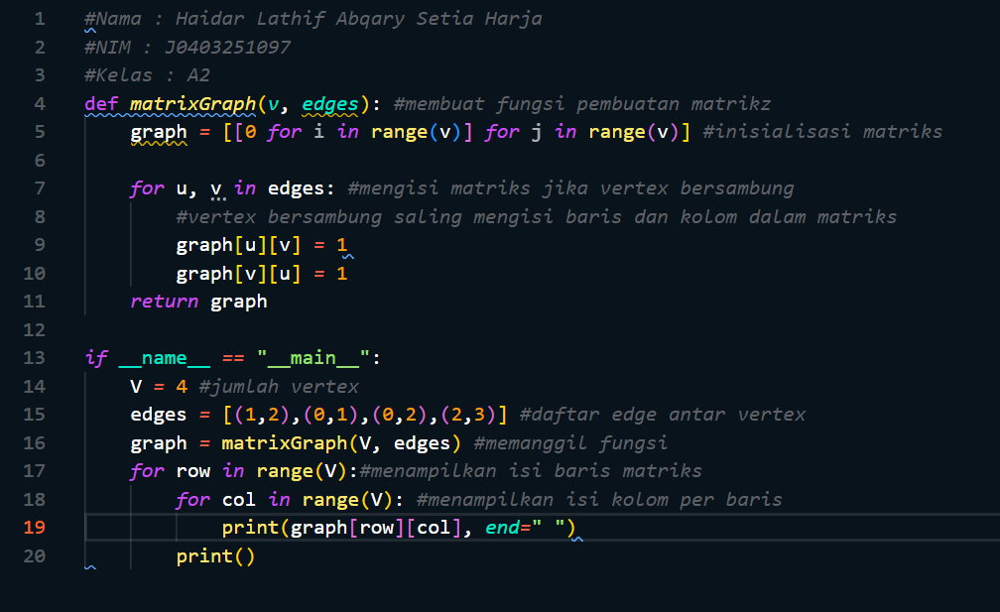 1 #Nama : Haidar Lathif Abqary Setia Harja
2 #NIM : J0403251097
3 #Kelas : A2
4 def matrixGraph(v, edges): #membuat fungsi pembuatan matrikz
5     graph = [[0 for i in range(v)] for j in range(v)] #inisialisasi matriks
6
7     for u, v in edges: #mengisi matriks jika vertex bersambung
8         #vertex bersambung saling mengisi baris dan kolom dalam matriks
9         graph[u][v] = 1
10         graph[v][u] = 1
11     return graph
12
13 if __name__ == "__main__":
14     V = 4 #jumlah vertex
15     edges = [(1,2),(0,1),(0,2),(2,3)] #daftar edge antar vertex
16     graph = matrixGraph(V, edges) #memanggil fungsi
17     for row in range(V):#menampilkan isi baris matriks
18         for col in range(V): #menampilkan isi kolom per baris
19             print(graph[row][col], end=" ")
20         print()